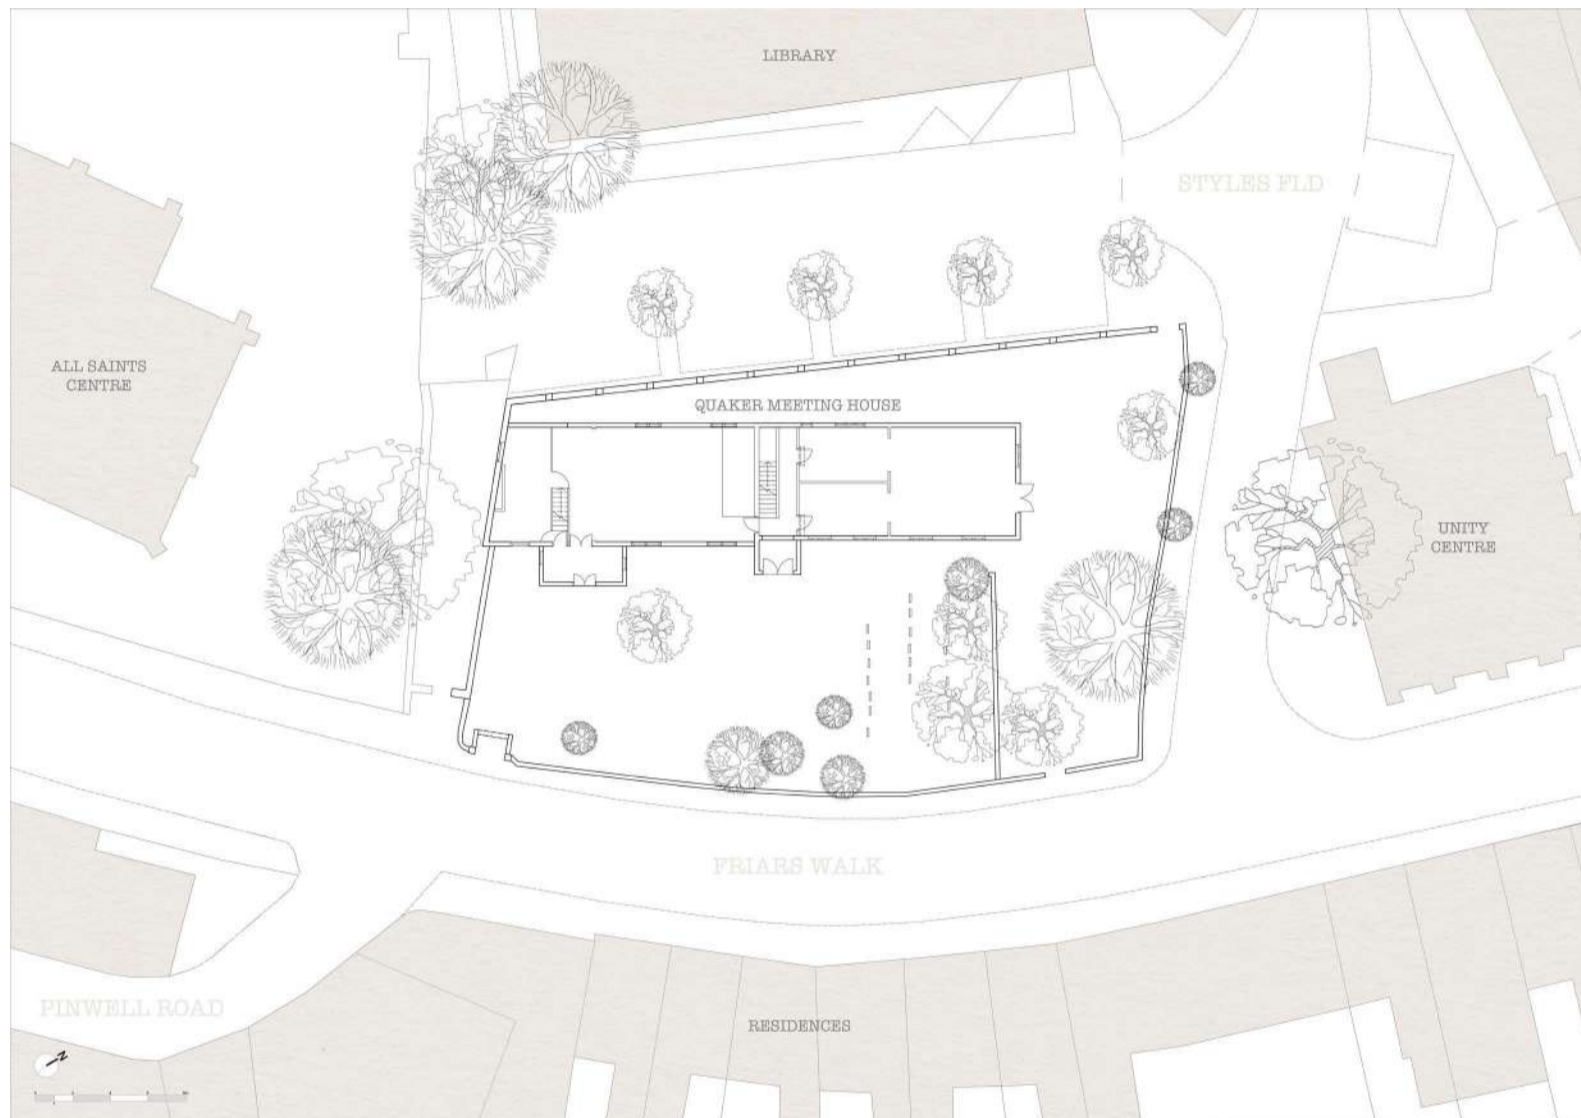 LIBRARY
STYLES FLD
ALL SAINTS
CENTRE
QUAKER MEETING HOUSE
UNITY
CENTRE
FRIARS WALK
PINWELL ROAD
RESIDENCES
N